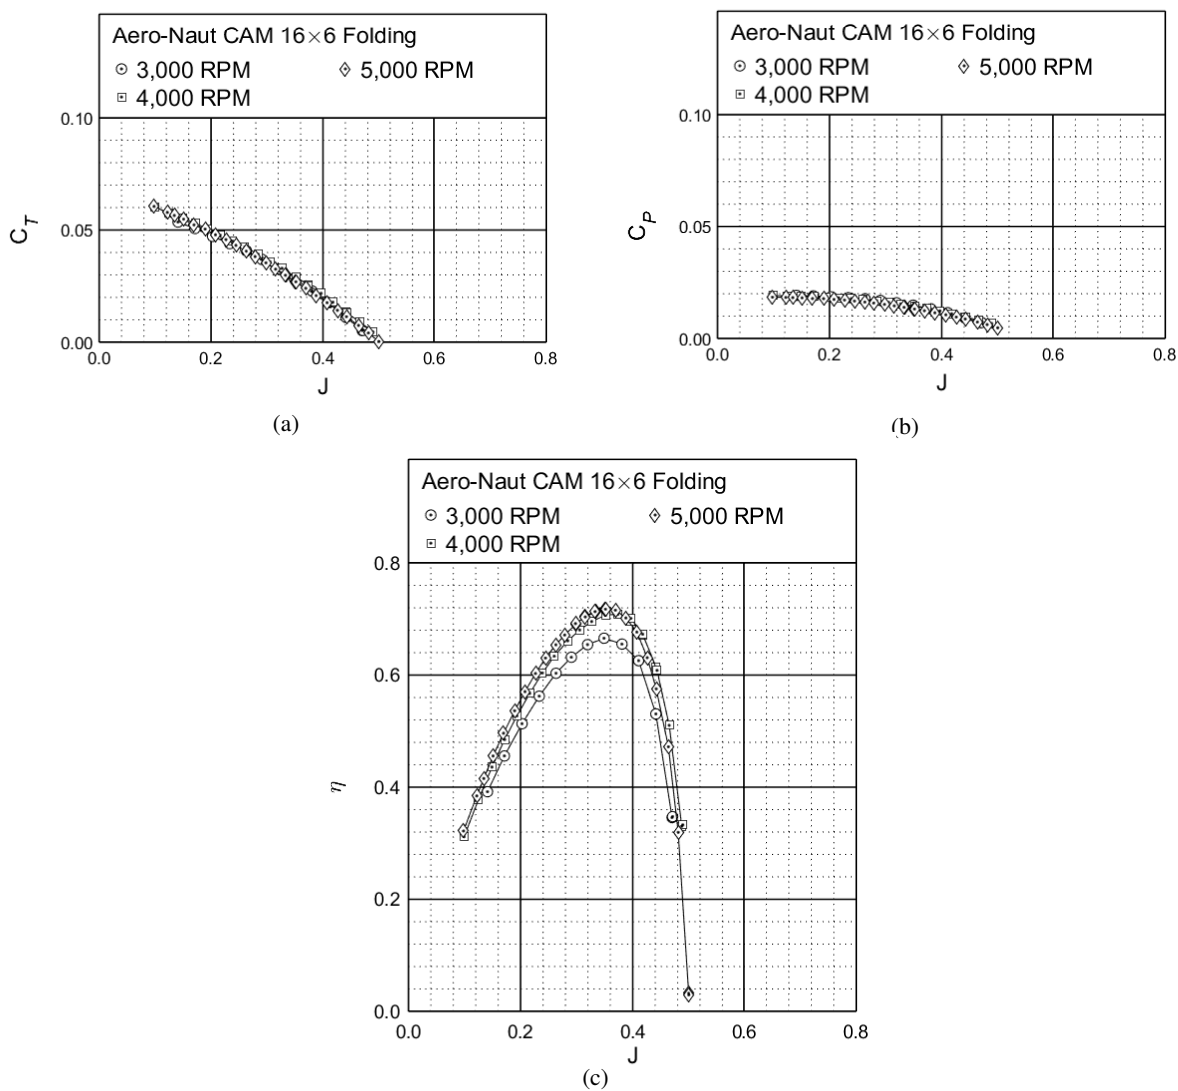 Aero-Naut CAM 16×6 Folding
3,000 RPM
5,000 RPM
4,000 RPM
0.10
0.05
0.00
C_T
0.0 0.2 0.4 0.6 0.8
J
(a)
Aero-Naut CAM 16×6 Folding
3,000 RPM
5,000 RPM
4,000 RPM
0.10
0.05
0.00
C_P
0.0 0.2 0.4 0.6 0.8
J
(b)
Aero-Naut CAM 16×6 Folding
3,000 RPM
5,000 RPM
4,000 RPM
0.8
0.6
0.4
0.2
0.0
η
0.0 0.2 0.4 0.6 0.8
J
(c)